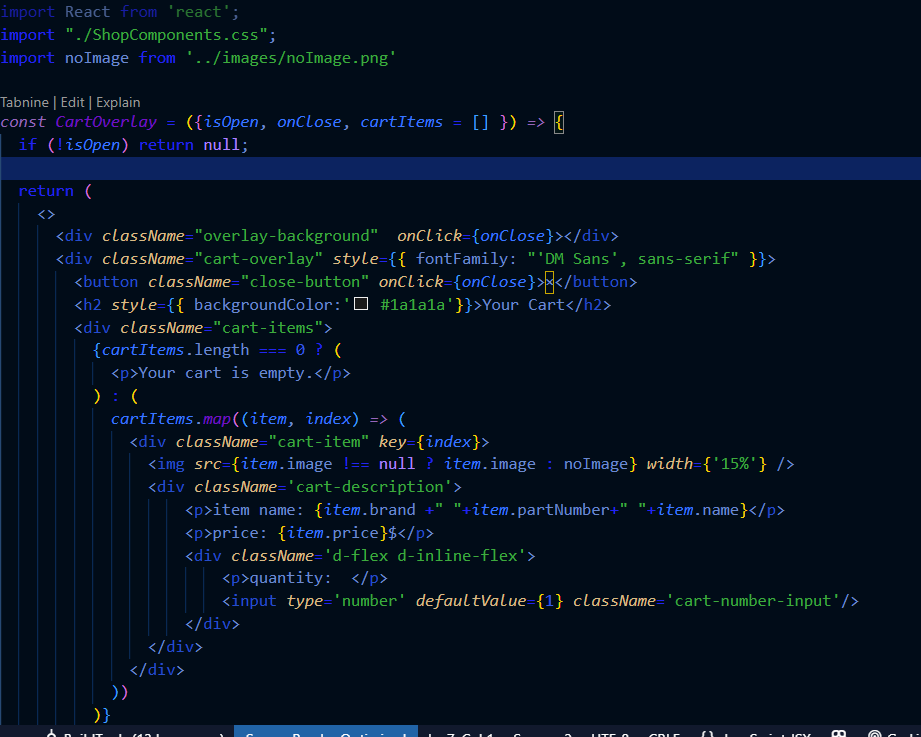 import React from 'react';
import "./ShopComponents.css";
import noImage from '../images/noImage.png'
Tabnine | Edit | Explain
const CartOverlay = ({isOpen, onClose, cartItems = [] }) => {
if (!isOpen) return null;
return (
<>
<div className="overlay-background"  onClick={onClose}></div>
<div className="cart-overlay" style={{ fontFamily: "'DM Sans', sans-serif" }}>
<button className="close-button" onClick={onClose}>×</button>
<h2 style={{ backgroundColor:' #1a1a1a'}}>Your Cart</h2>
<div className="cart-items">
{cartItems.length === 0 ? (
<p>Your cart is empty.</p>
) : (
cartItems.map((item, index) => (
<div className="cart-item" key={index}>
<img src={item.image !== null ? item.image : noImage} width={'15%'} />
<div className='cart-description'>
<p>item name: {item.brand +" "+item.partNumber+" "+item.name}</p>
<p>price: {item.price}$</p>
<div className='d-flex d-inline-flex'>
<p>quantity:  </p>
<input type='number' defaultValue={1} className='cart-number-input'/>
</div>
</div>
</div>
))
)}